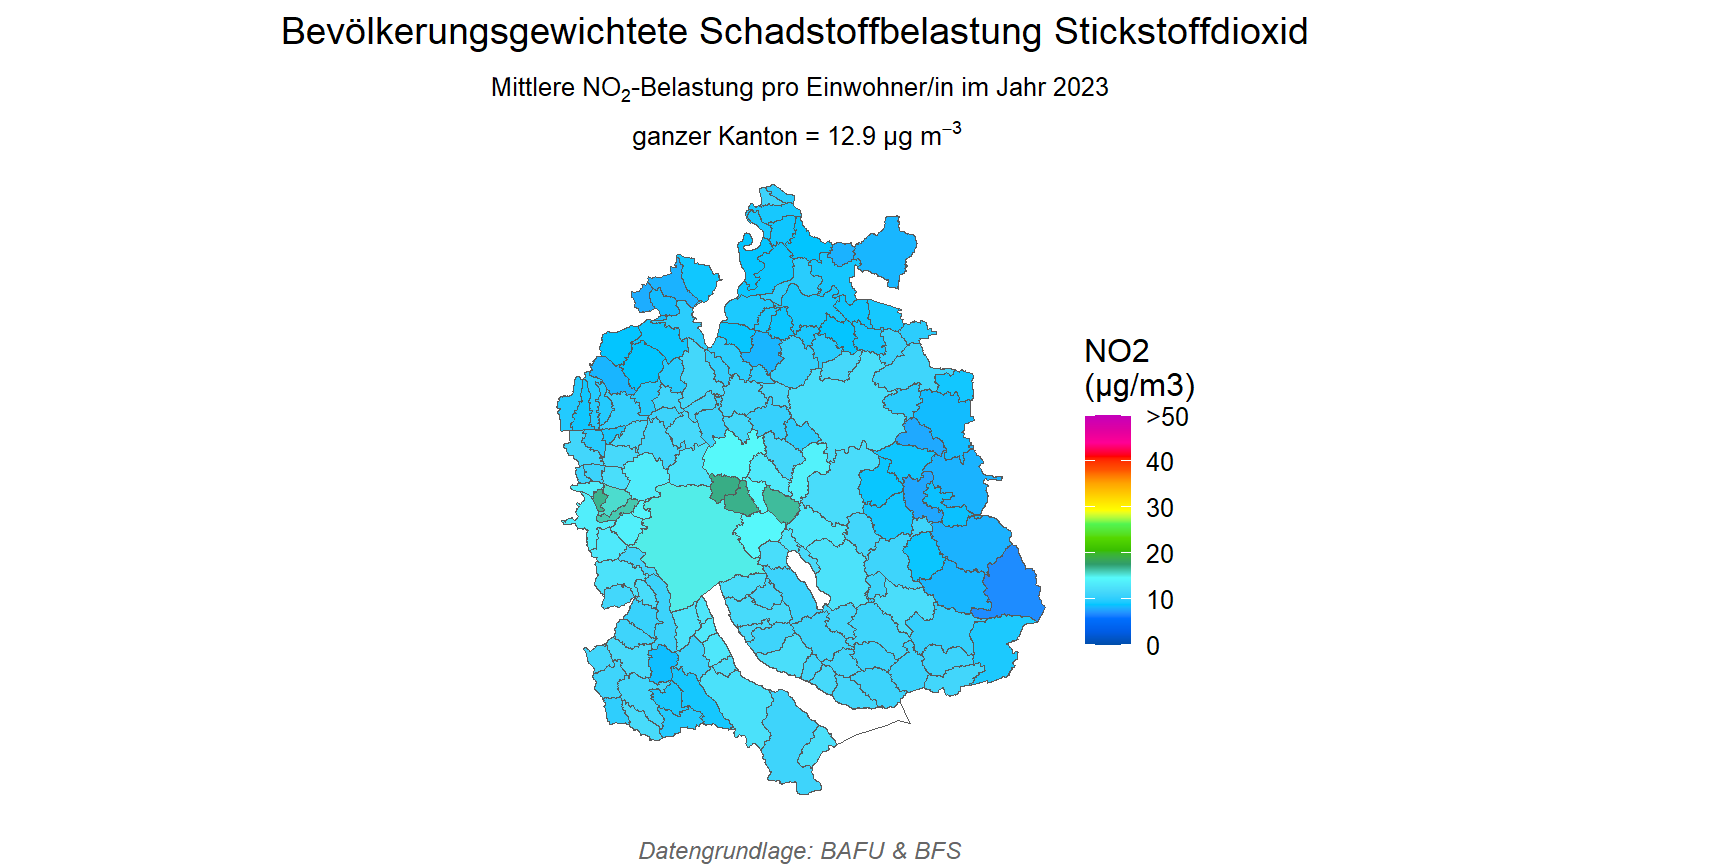 Bevölkerungsgewichtete Schadstoffbelastung Stickstoffdioxid
Mittlere NO₂-Belastung pro Einwohner/in im Jahr 2023
ganzer Kanton = 12.9 µg m⁻³
NO2
(µg/m3)
>50
40
30
20
10
0
Datengrundlage: BAFU & BFS